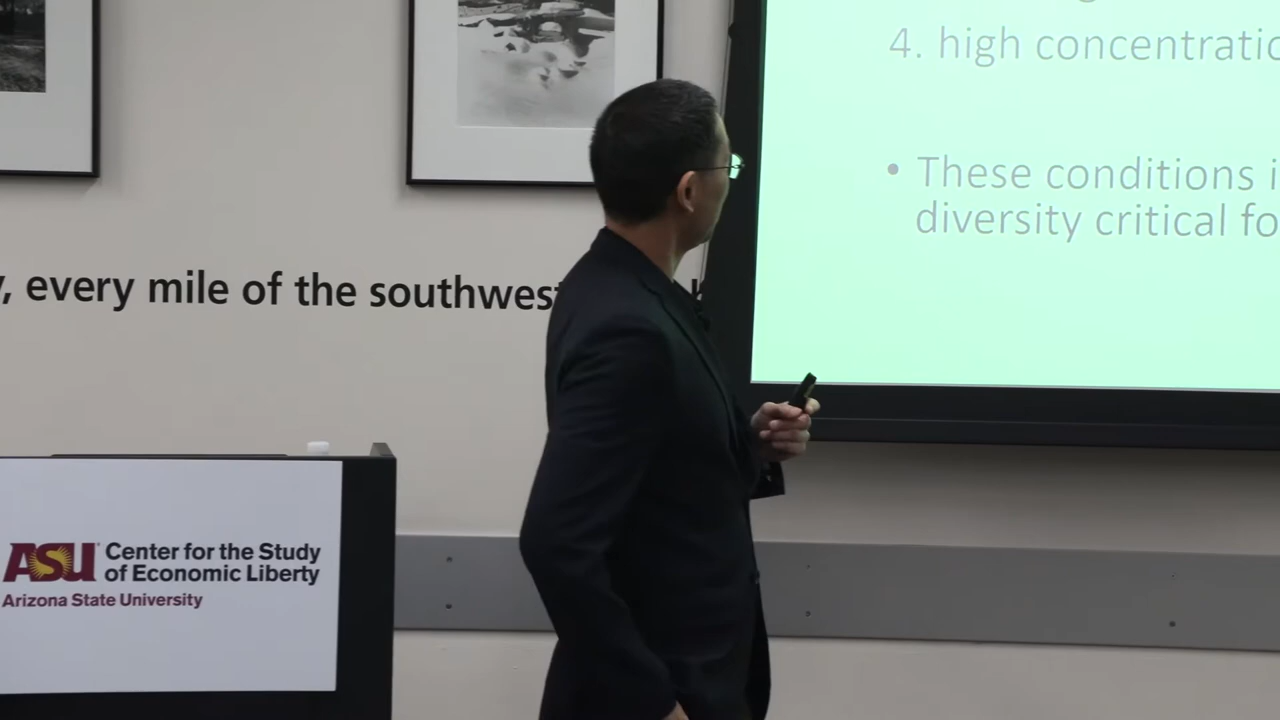 4. high concentratio
• These conditions i
diversity critical fo
, every mile of the southwest
ASU Center for the Study
of Economic Liberty
Arizona State University